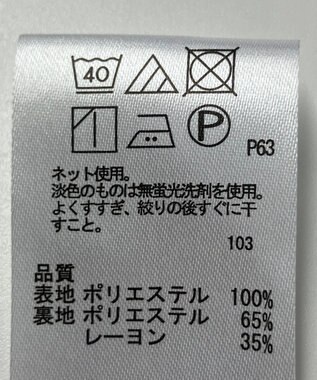 40
P
P63
ネット使用。
淡色のものは無蛍光洗剤を使用。
よくすすぎ、絞りの後すぐに干
すこと。
103
品質
表地 ポリエステル 100%
裏地 ポリエステル 65%
レーヨン 35%